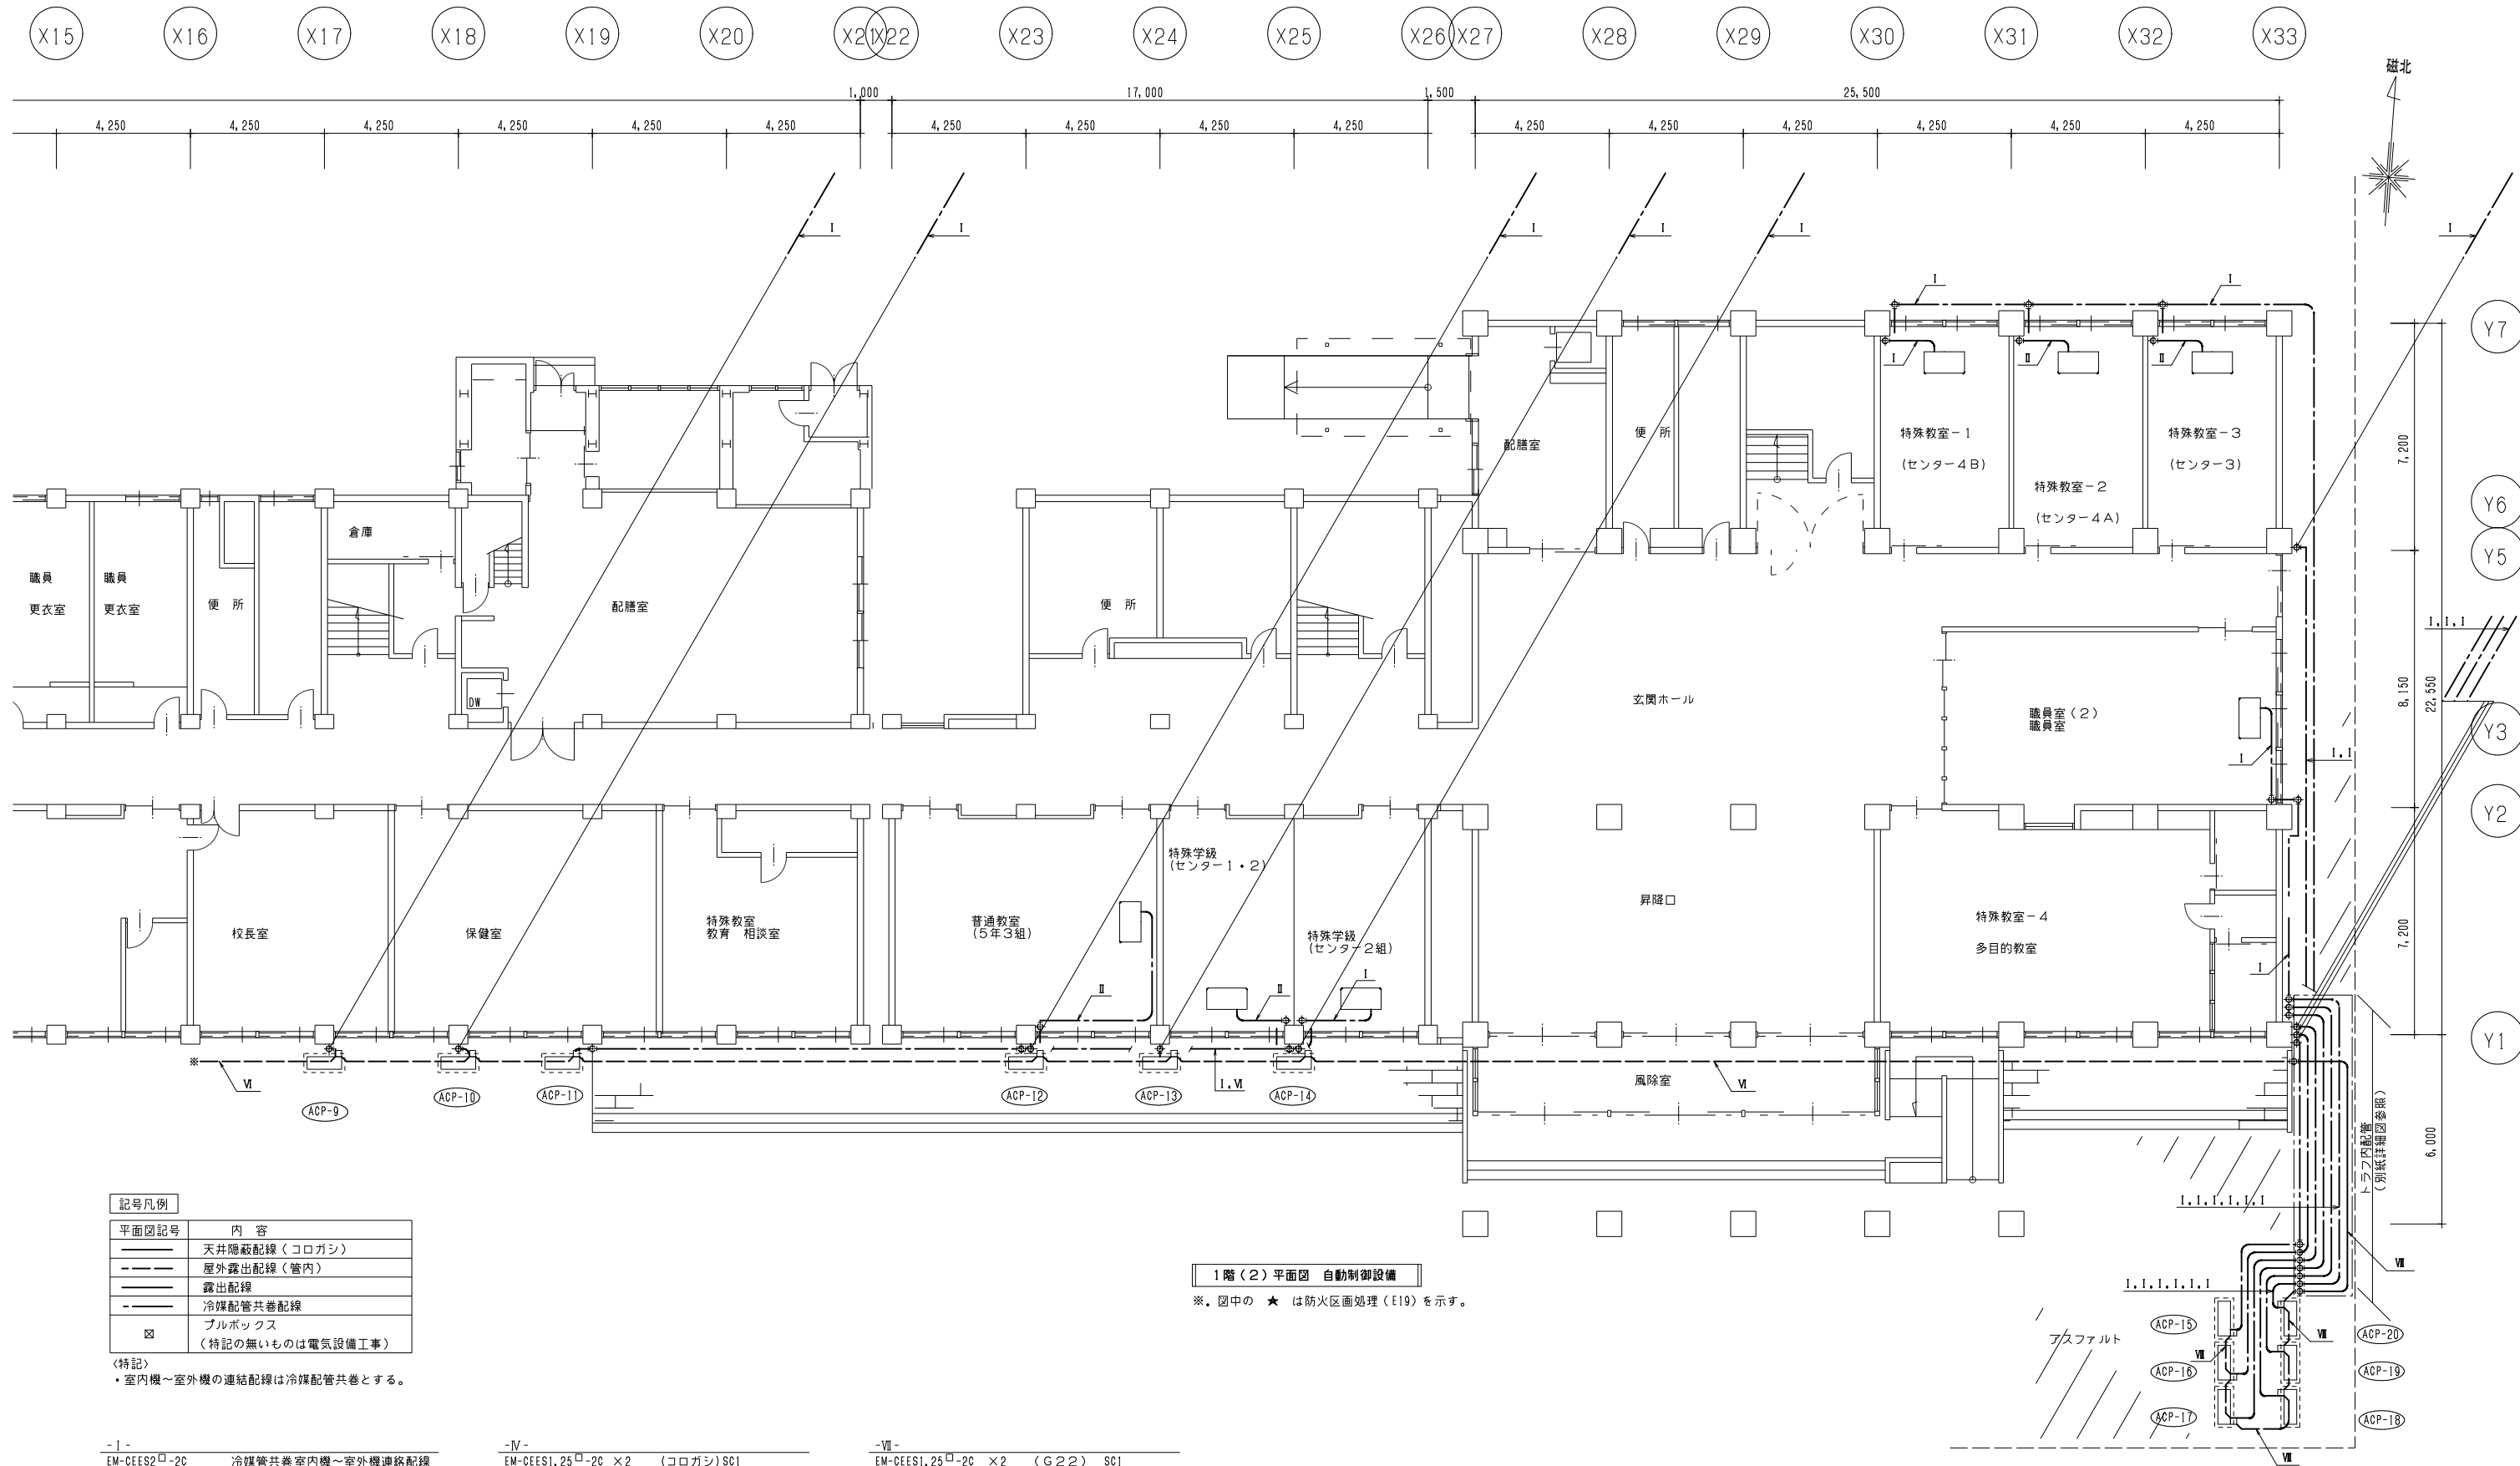 X15 X16 X17 X18 X19 X20 X21 X22 X23 X24 X25 X26 X27 X28 X29 X30 X31 X32 X33
磁北
1,000 17,000 1,500 25,500
4,250 4,250 4,250 4,250 4,250 4,250 4,250 4,250 4,250 4,250 4,250 4,250 4,250 4,250 4,250 4,250
I I I I I I
I I
Y7
I II II
特殊教室－1
(センター4B)
特殊教室－3
(センター3)
特殊教室－2
(センター4A)
配膳室
便 所
7,200
Y6
Y5
倉庫
職員
更衣室
職員
更衣室
便 所
配膳室
便 所
I.I.I
DW
玄関ホール
職員室(2)
職員室
8,150
22,550
Y3
I
I.I
Y2
特殊学級
(センター1・2)
校長室
保健室
特殊教室
教育 相談室
普通教室
(5年3組)
特殊学級
(センター2組)
昇降口
特殊教室－4
多目的教室
7,200
II II I I
Y1
※
VI
I.VI
VI
風除室
ACP-9
ACP-10
ACP-11
ACP-12
ACP-13
ACP-14
トラフ内配管
(別紙詳細図参照)
6,000
I.I.I.I.I.I
VII
I.I.I.I.I.I
記号凡例
平面図記号 内 容
天井隠蔽配線(コロガシ)
屋外露出配線(管内)
露出配線
冷媒配管共巻配線
プルボックス
(特記の無いものは電気設備工事)
〈特記〉
・室内機～室外機の連結配線は冷媒配管共巻とする。
1階(2)平面図 自動制御設備
※. 図中の ★ は防火区画処理(E19)を示す。
アスファルト
ACP-15
ACP-16
ACP-17
ACP-20
ACP-19
ACP-18
VII
VII
VII
-I-
EM-CEES2□-2C 冷媒管共巻室内機～室外機連絡配線
-IV-
EM-CEES1.25□-2C ×2 (コロガシ)SC1
-VII-
EM-CEES1.25□-2C ×2 (G22) SC1